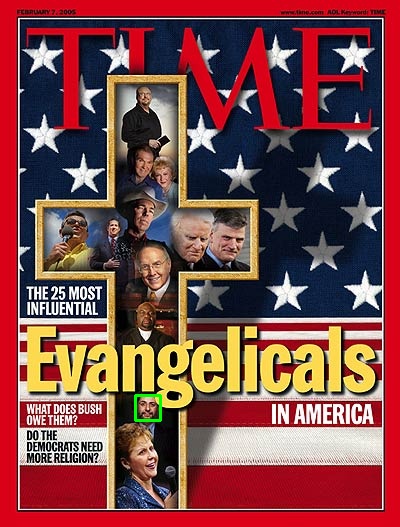 FEBRUARY 7, 2005
www.time.com AOL Keyword: TIME
TIME
THE 25 MOST
INFLUENTIAL
Evangelicals
IN AMERICA
WHAT DOES BUSH
OWE THEM?
DO THE
DEMOCRATS NEED
MORE RELIGION?